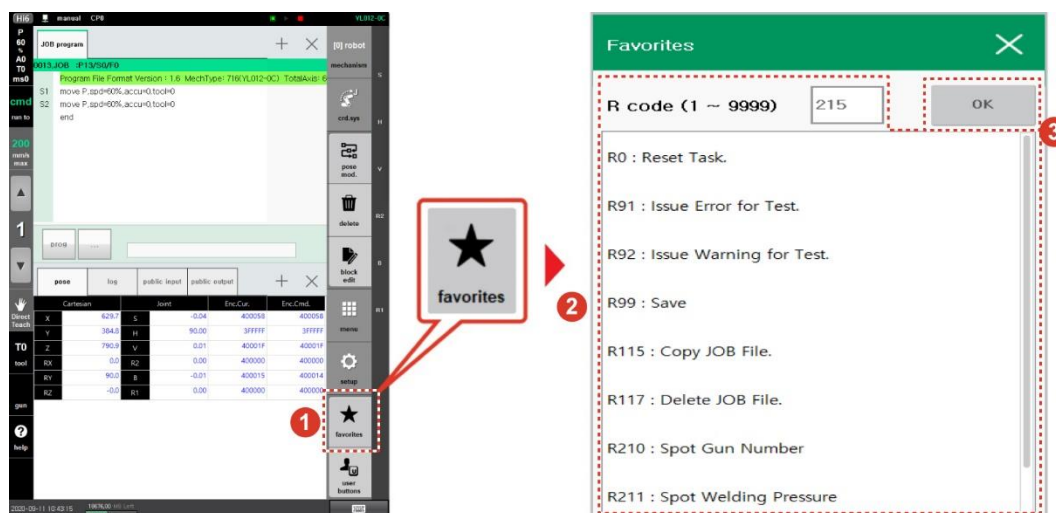 Hi6 manual CP8 YL012-0C
P
60
%
A0
T0
ms0
cmd
run to
200
mm/s
max
1
Direct
Teach
T0
tool
gun
help
JOB program
0013.JOB :P13/S0/F0
Program File Format Version : 1.6 MechType: 716(YL012-0C) TotalAxis: 6
S1 move P,spd=60%,accu=0,tool=0
S2 move P,spd=60%,accu=0,tool=0
end
prog ...
pose log public input public output
Cartesian Joint Enc.Cur. Enc.Cmd.
X 629.7 S -0.04 400058 400058
Y 384.8 H 90.00 3FFFFF 3FFFFF
Z 790.9 V 0.01 40001F 40001F
RX 0.0 R2 0.00 400000 400000
RY 90.0 B -0.01 400015 400014
RZ -0.0 R1 0.00 400000 400000
[0] robot
mechanism
crd.sys
pose
mod.
delete
block
edit
menu
setup
favorites
user
buttons
S
H
V
R2
B
R1
2020-09-11 10:43:15
1
favorites
2
Favorites
R code (1 ~ 9999) 215 OK
3
R0 : Reset Task.
R91 : Issue Error for Test.
R92 : Issue Warning for Test.
R99 : Save
R115 : Copy JOB File.
R117 : Delete JOB File.
R210 : Spot Gun Number
R211 : Spot Welding Pressure